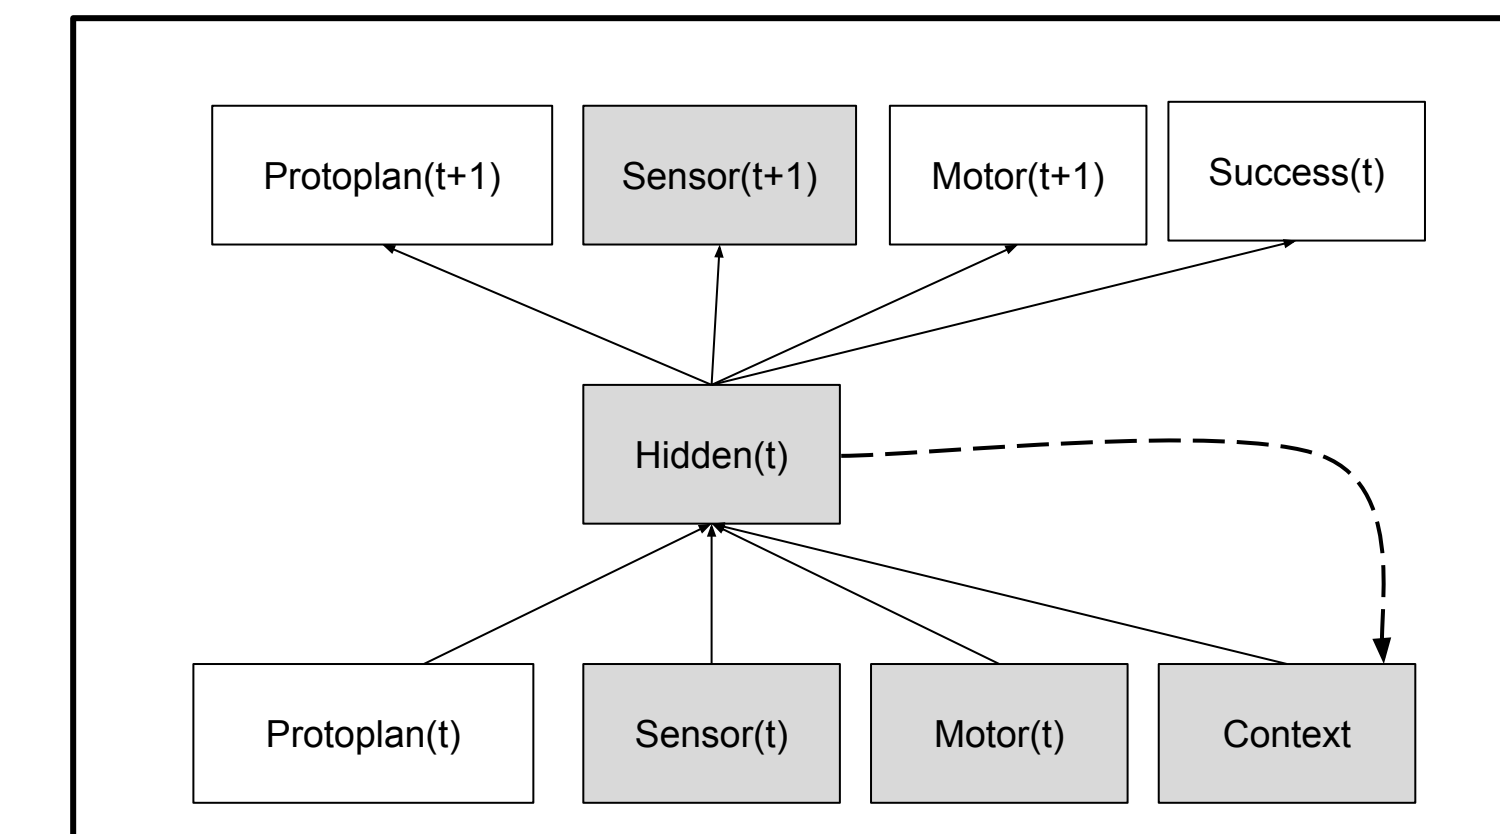 Protoplan(t+1)
Sensor(t+1)
Motor(t+1)
Success(t)
Hidden(t)
Protoplan(t)
Sensor(t)
Motor(t)
Context